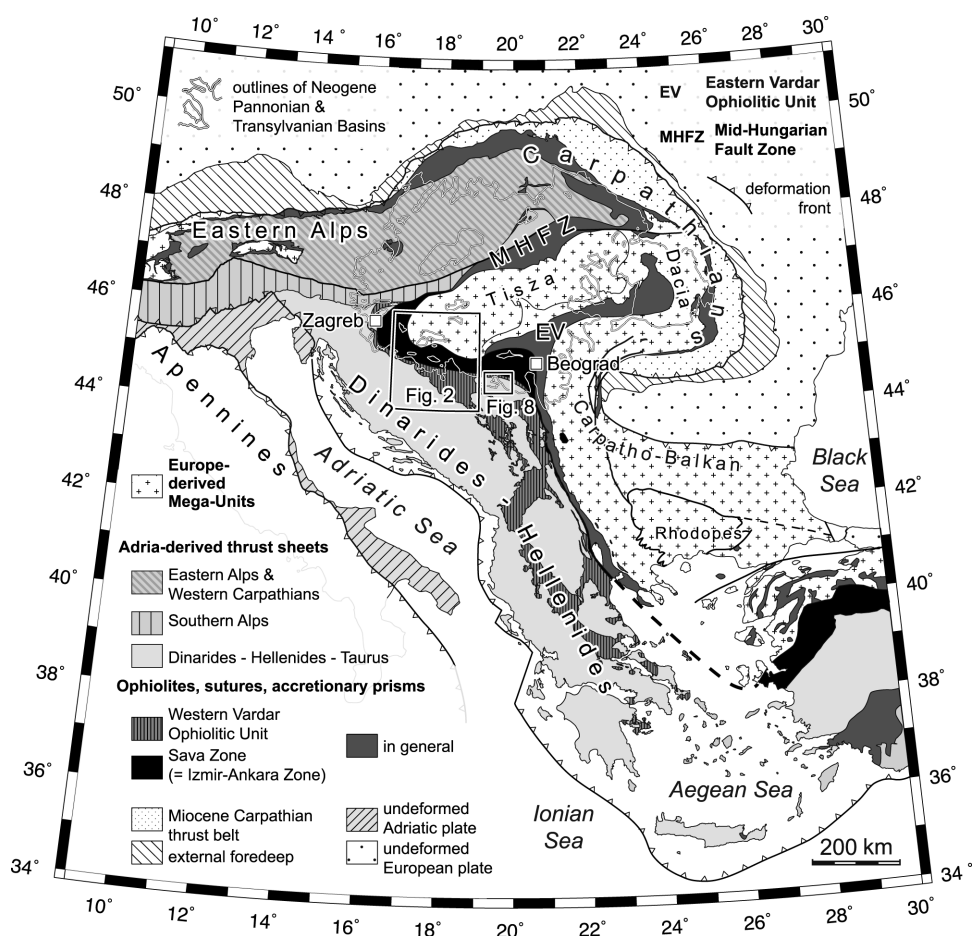 10° 12° 14° 16° 18° 20° 22° 24° 26° 28° 30°
50°
48°
46°
44°
42°
40°
38°
36°
34°
50°
48°
46°
44°
42°
40°
38°
36°
34°
10° 12° 14° 16° 18° 20° 22° 24° 26° 28° 30°
outlines of Neogene
Pannonian &
Transylvanian Basins
EV Eastern Vardar
Ophiolitic Unit
MHFZ Mid-Hungarian
Fault Zone
deformation
front
Carpathians
Eastern Alps
MHFZ
Tisza
Dacia
Zagreb
EV
Beograd
Fig. 2
Fig. 8
Apennines
Dinarides - Hellenides
Adriatic Sea
Carpatho-Balkan
Black
Sea
Rhodopes
Europe-
derived
Mega-Units
Adria-derived thrust sheets
Eastern Alps &
Western Carpathians
Southern Alps
Dinarides - Hellenides - Taurus
Ophiolites, sutures, accretionary prisms
Western Vardar
Ophiolitic Unit
Sava Zone
(= Izmir-Ankara Zone)
in general
Miocene Carpathian
thrust belt
external foredeep
undeformed
Adriatic plate
undeformed
European plate
Ionian
Sea
Aegean Sea
200 km